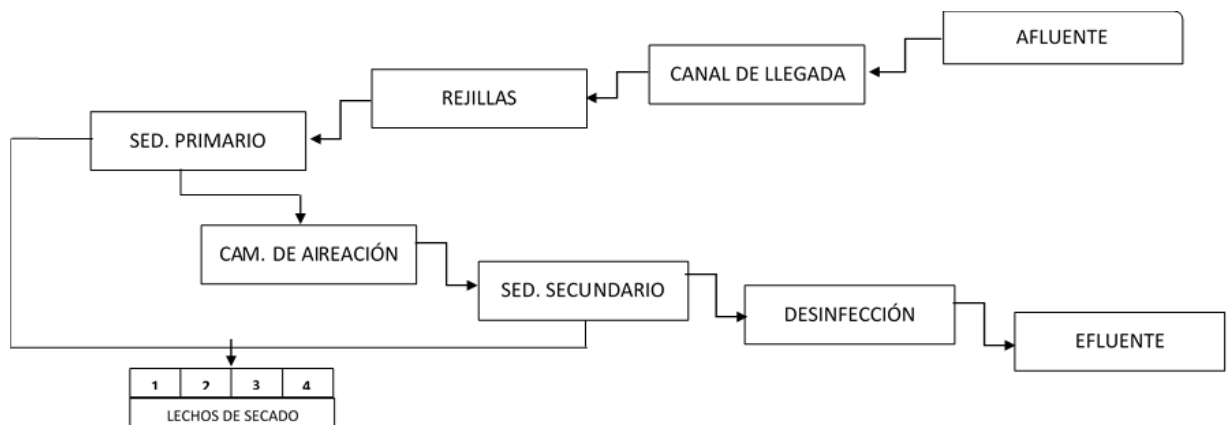 AFLUENTE
CANAL DE LLEGADA
REJILLAS
SED. PRIMARIO
CAM. DE AIREACIÓN
SED. SECUNDARIO
DESINFECCIÓN
EFLUENTE
1 2 3 4
LECHOS DE SECADO